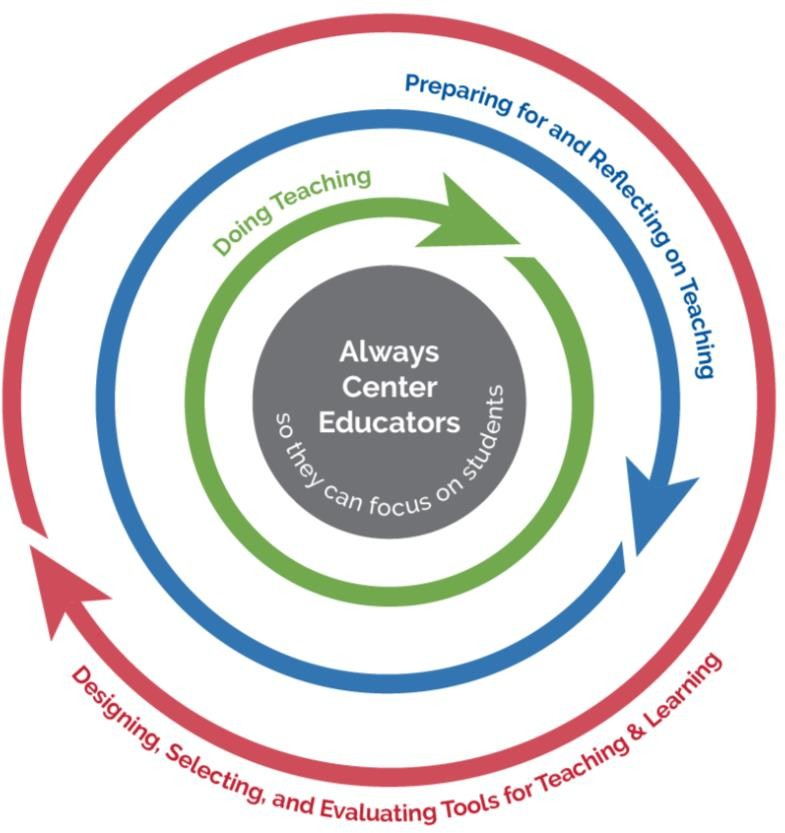 Preparing for and Reflecting on Teaching
Doing Teaching
Always
Center
Educators
so they can focus on students
Designing, Selecting, and Evaluating Tools for Teaching & Learning